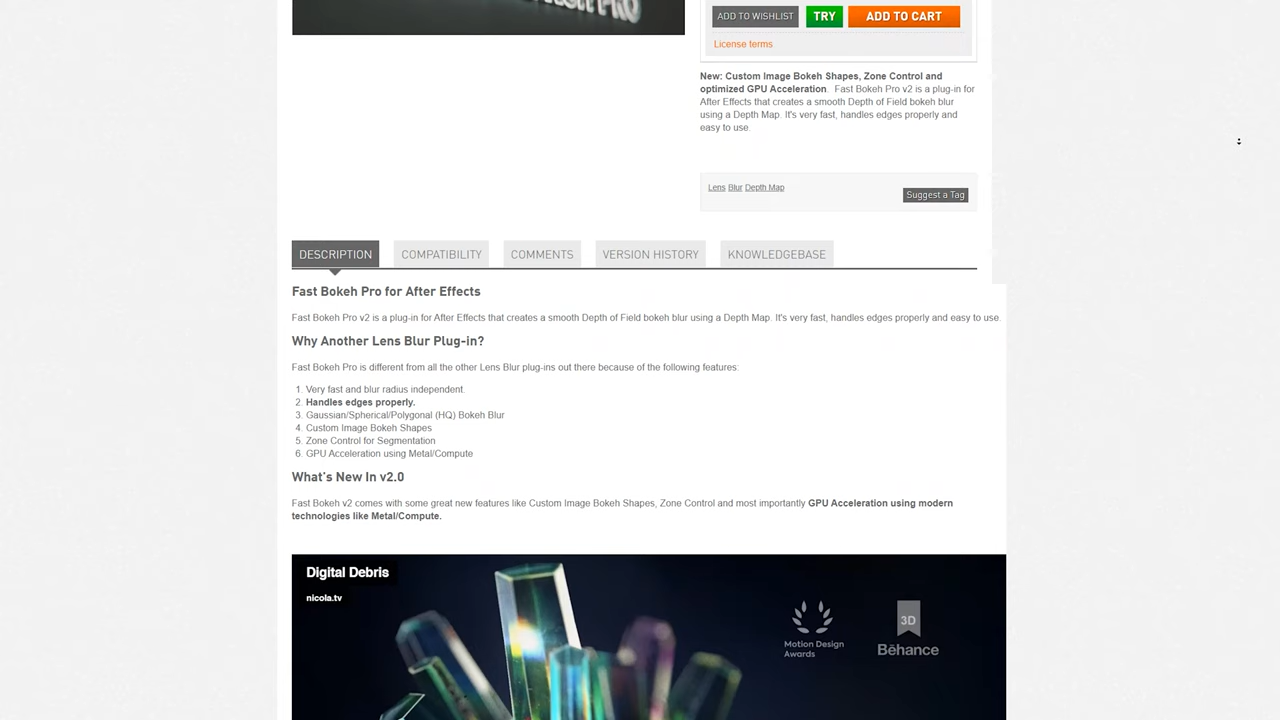 PRO
ADD TO WISHLIST TRY ADD TO CART
License terms
New: Custom Image Bokeh Shapes, Zone Control and
optimized GPU Acceleration. Fast Bokeh Pro v2 is a plug-in for
After Effects that creates a smooth Depth of Field bokeh blur
using a Depth Map. It's very fast, handles edges properly and
easy to use.
Lens Blur Depth Map
Suggest a Tag
DESCRIPTION COMPATIBILITY COMMENTS VERSION HISTORY KNOWLEDGEBASE
Fast Bokeh Pro for After Effects
Fast Bokeh Pro v2 is a plug-in for After Effects that creates a smooth Depth of Field bokeh blur using a Depth Map. It's very fast, handles edges properly and easy to use.
Why Another Lens Blur Plug-in?
Fast Bokeh Pro is different from all the other Lens Blur plug-ins out there because of the following features:
1. Very fast and blur radius independent.
2. Handles edges properly.
3. Gaussian/Spherical/Polygonal (HQ) Bokeh Blur
4. Custom Image Bokeh Shapes
5. Zone Control for Segmentation
6. GPU Acceleration using Metal/Compute
What's New In v2.0
Fast Bokeh v2 comes with some great new features like Custom Image Bokeh Shapes, Zone Control and most importantly GPU Acceleration using modern
technologies like Metal/Compute.
Digital Debris
nicola.tv
3D
Motion Design
Awards
Bēhance